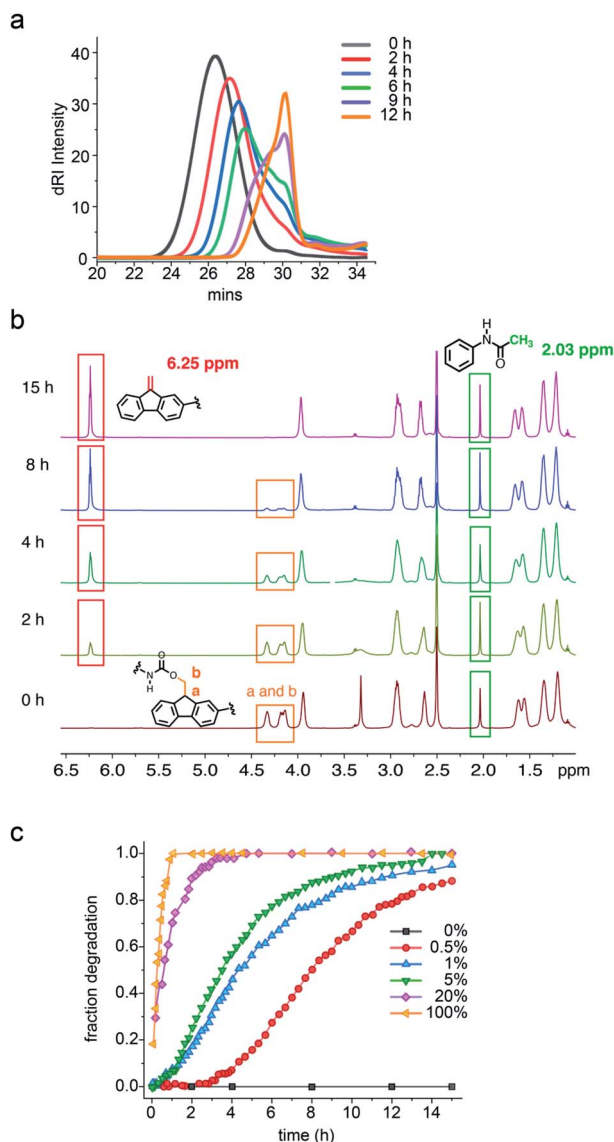 a
dRI Intensity
40
30
20
10
0
20 22 24 26 28 30 32 34
mins
0 h
2 h
4 h
6 h
9 h
12 h
b
6.25 ppm
H
N
CH3
O
2.03 ppm
15 h
8 h
4 h
2 h
0 h
O
N
H
O
b
a
a and b
6.5 6.0 5.5 5.0 4.5 4.0 3.5 3.0 2.5 2.0 1.5 ppm
c
fraction degradation
1.0
0.8
0.6
0.4
0.2
0.0
0 2 4 6 8 10 12 14
time (h)
0%
0.5%
1%
5%
20%
100%